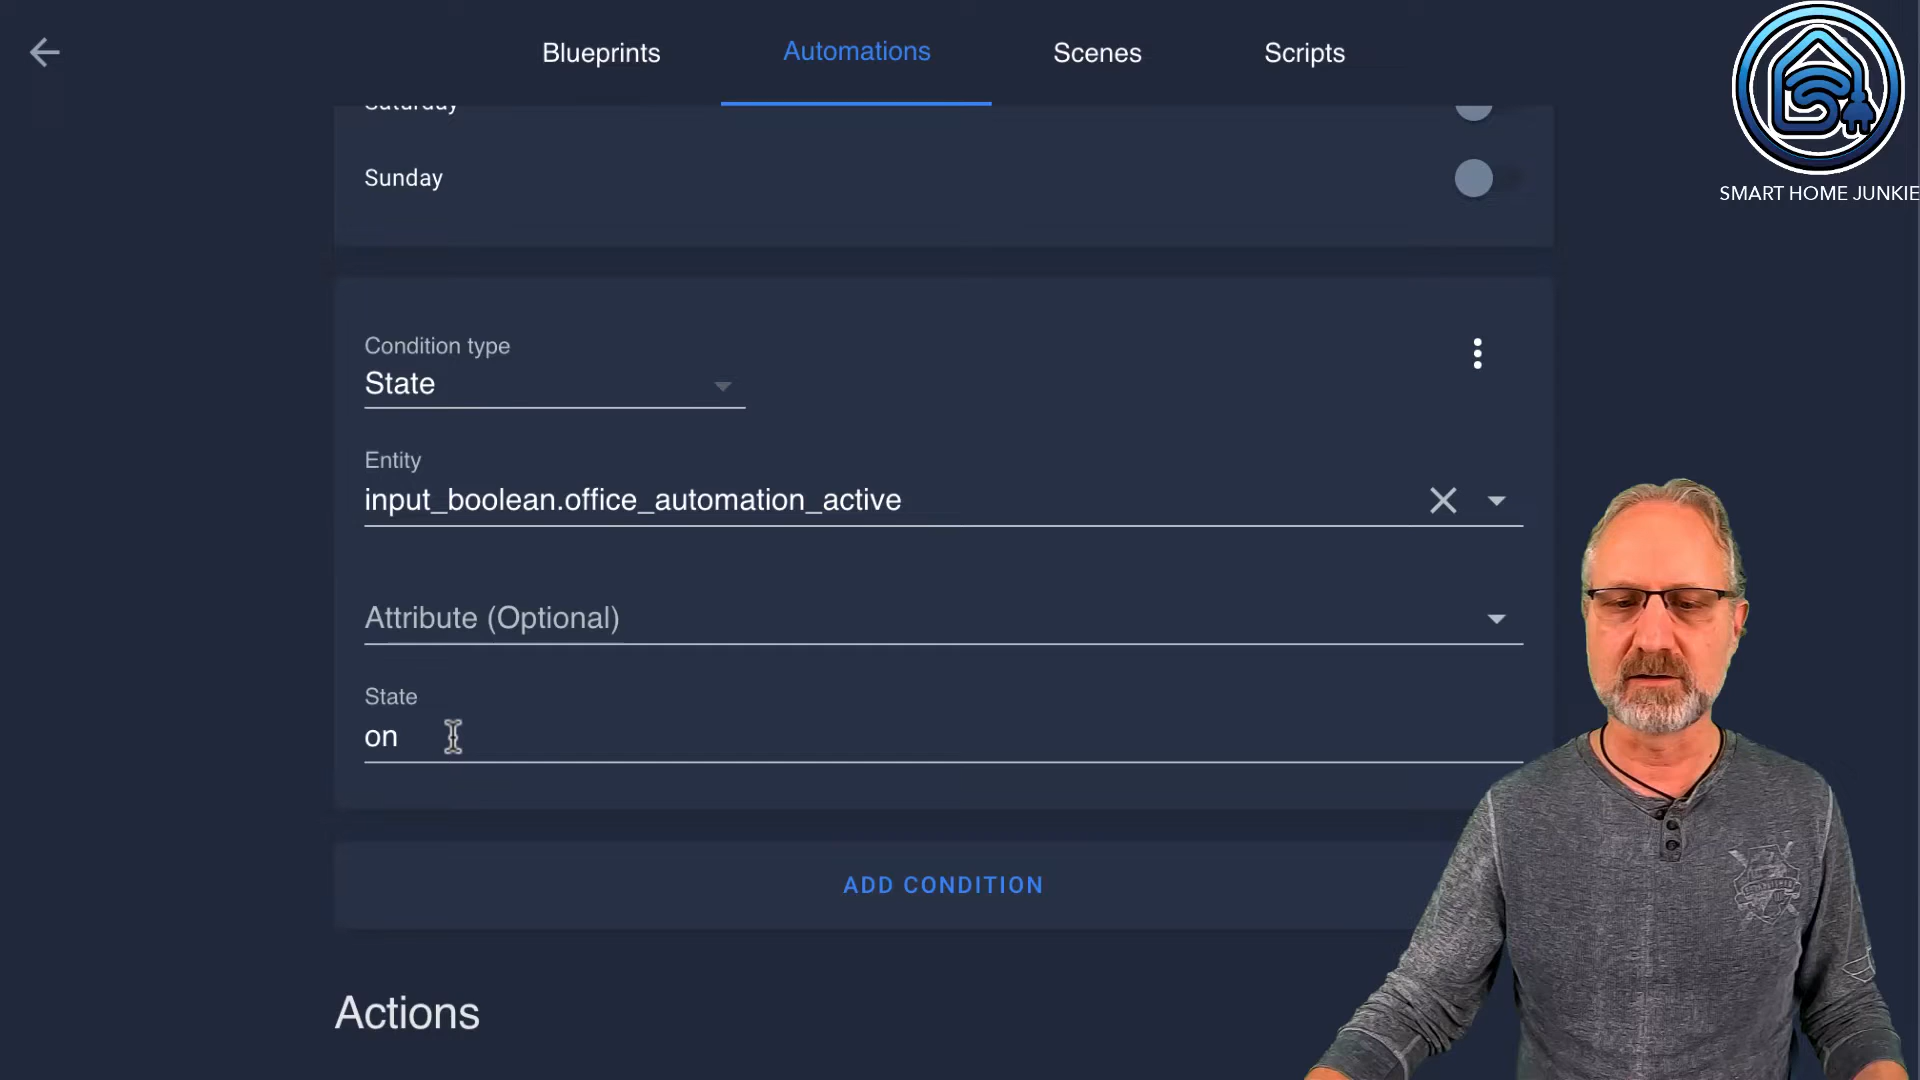 Blueprints
Automations
Scenes
Scripts
SMART HOME JUNKIE
Saturday
Sunday
Condition type
State
Entity
input_boolean.office_automation_active
Attribute (Optional)
State
on
ADD CONDITION
Actions